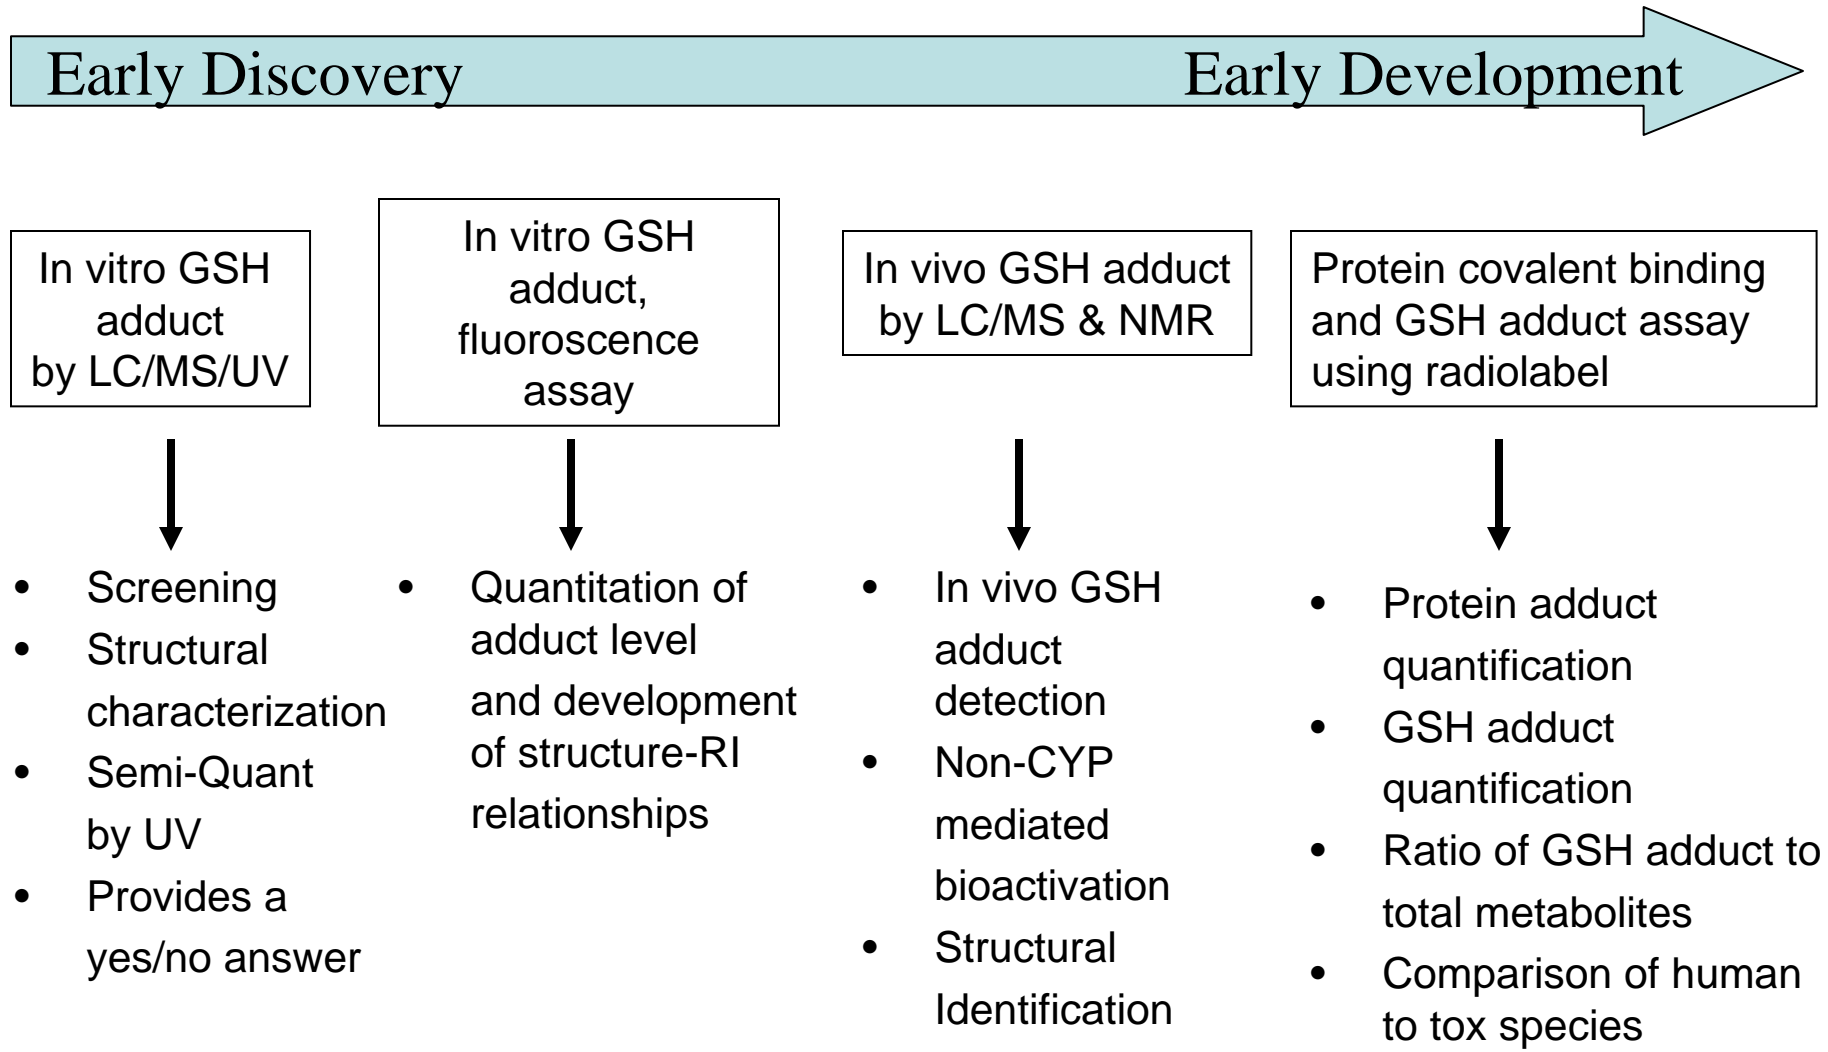 Early Discovery
Early Development
In vitro GSH
adduct
by LC/MS/UV
In vitro GSH
adduct,
fluoroscence
assay
In vivo GSH adduct
by LC/MS & NMR
Protein covalent binding
and GSH adduct assay
using radiolabel
• Screening
• Structural
characterization
• Semi-Quant
by UV
• Provides a
yes/no answer
• Quantitation of
adduct level
and development
of structure-RI
relationships
• In vivo GSH
adduct
detection
• Non-CYP
mediated
bioactivation
• Structural
Identification
• Protein adduct
quantification
• GSH adduct
quantification
• Ratio of GSH adduct to
total metabolites
• Comparison of human
to tox species